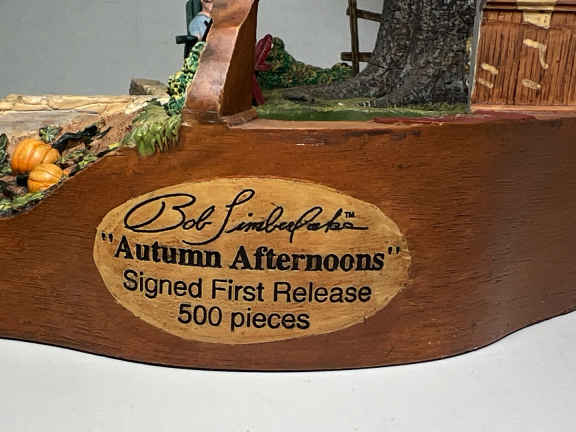 Bob Timberlake™
"Autumn Afternoons"
Signed First Release
500 pieces